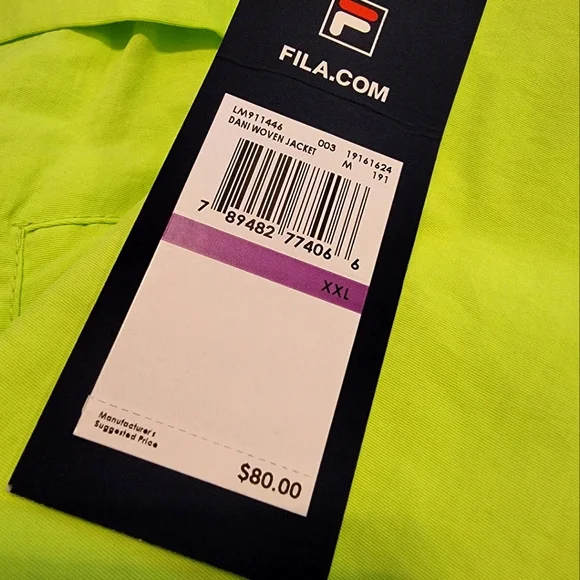 F
FILA.COM
LM911446 003 19161624
DANI WOVEN JACKET M 191
7 89482 77406 6
XXL
Manufacturer's
Suggested Price
$80.00